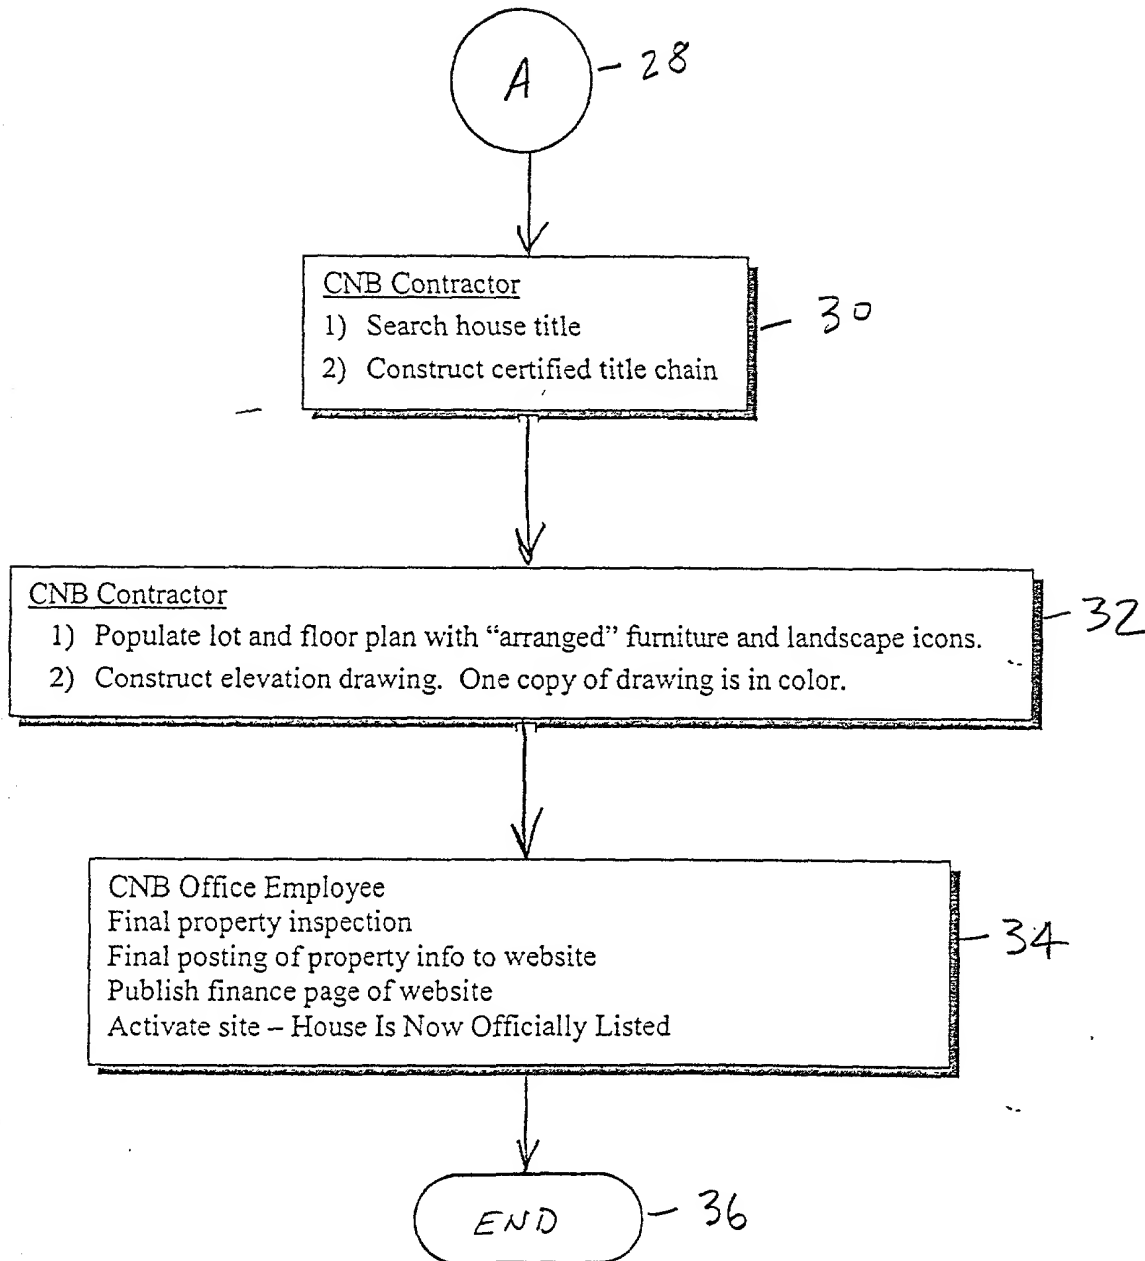 A
28
CNB Contractor
1) Search house title
2) Construct certified title chain
30
CNB Contractor
1) Populate lot and floor plan with “arranged” furniture and landscape icons.
2) Construct elevation drawing. One copy of drawing is in color.
32
CNB Office Employee
Final property inspection
Final posting of property info to website
Publish finance page of website
Activate site – House Is Now Officially Listed
34
END
36